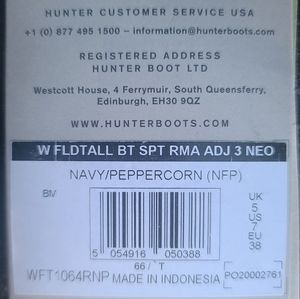 HUNTER CUSTOMER SERVICE USA
+1 (0) 877 495 1500 – information@hunterboots.com
REGISTERED ADDRESS
HUNTER BOOT LTD
Westcott House, 4 Ferrymuir, South Queensferry,
Edinburgh, EH30 9QZ
WWW.HUNTERBOOTS.COM
W FLDTALL BT SPT RMA ADJ 3 NEO
NAVY/PEPPERCORN (NFP)
BM
UK
5
US
7
EU
38
5 054916 050388
66/ T
WFT1064RNP MADE IN INDONESIA
PO20002761